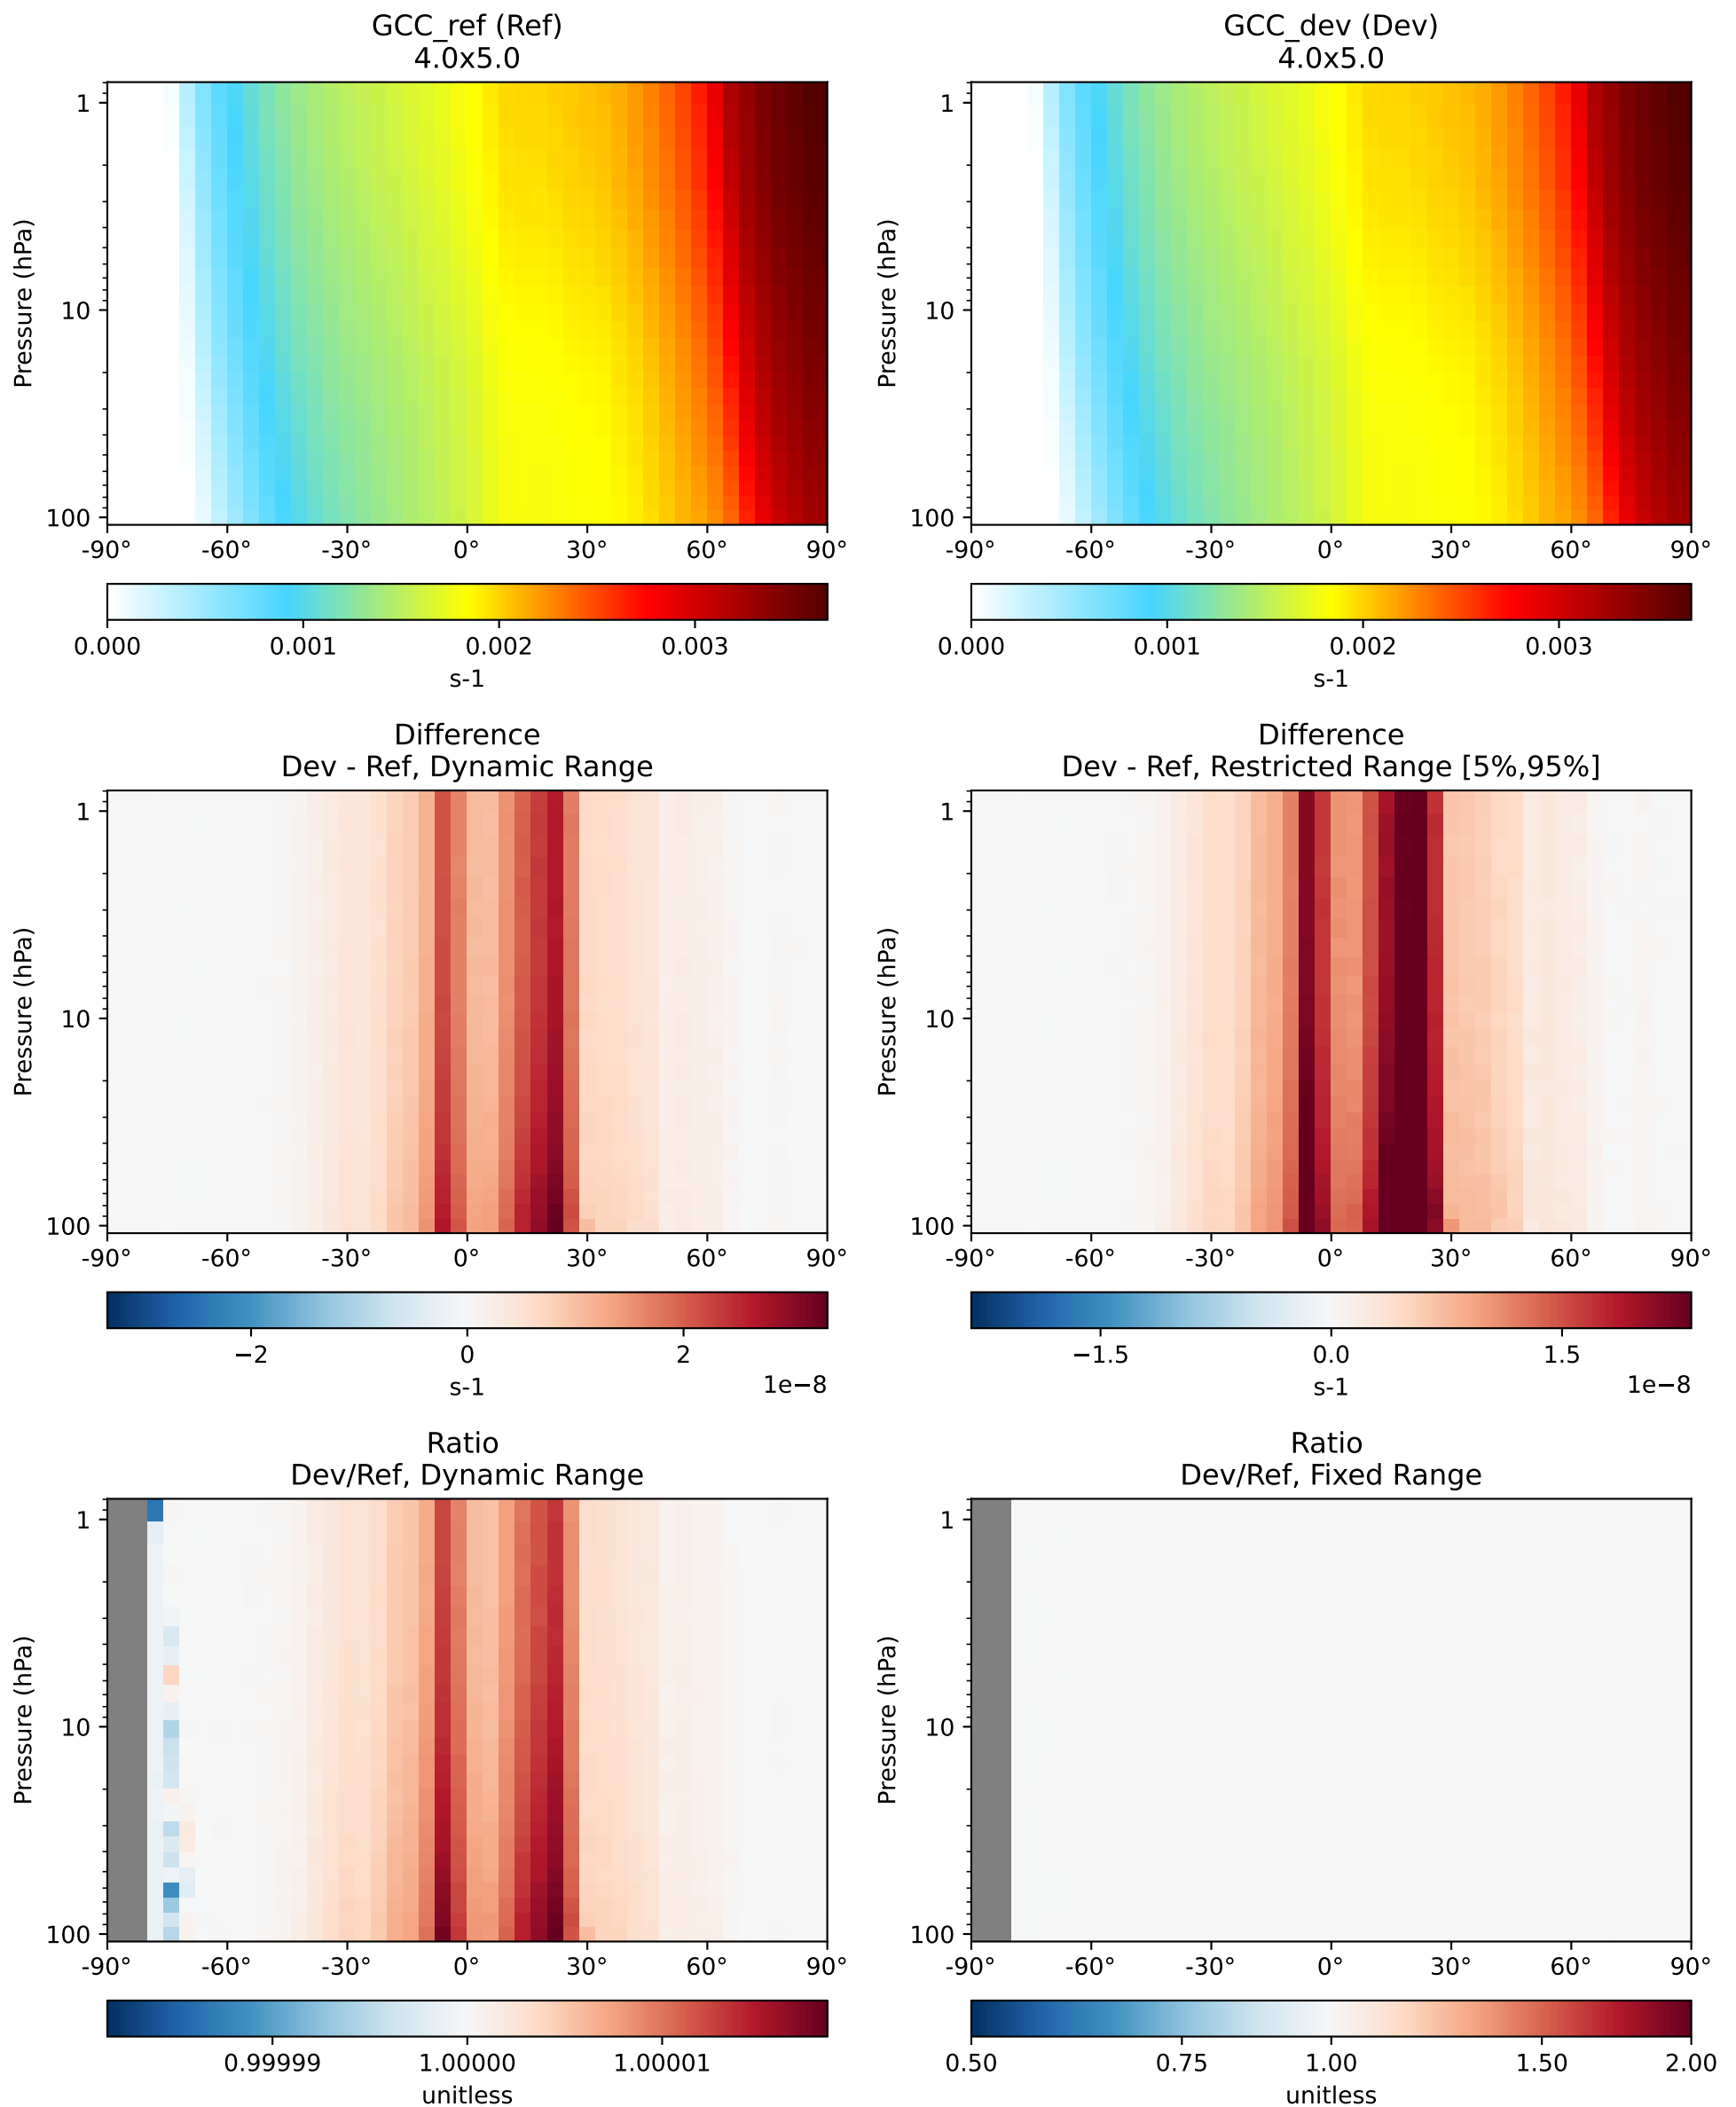 GCC_ref (Ref)
4.0x5.0
GCC_dev (Dev)
4.0x5.0
Pressure (hPa)
1
10
100
-90° -60° -30° 0° 30° 60° 90°
0.000 0.001 0.002 0.003
s-1
Pressure (hPa)
1
10
100
-90° -60° -30° 0° 30° 60° 90°
0.000 0.001 0.002 0.003
s-1
Difference
Dev - Ref, Dynamic Range
Difference
Dev - Ref, Restricted Range [5%,95%]
Pressure (hPa)
1
10
100
-90° -60° -30° 0° 30° 60° 90°
−2 0 2
s-1
1e−8
Pressure (hPa)
1
10
100
-90° -60° -30° 0° 30° 60° 90°
−1.5 0.0 1.5
s-1
1e−8
Ratio
Dev/Ref, Dynamic Range
Ratio
Dev/Ref, Fixed Range
Pressure (hPa)
1
10
100
-90° -60° -30° 0° 30° 60° 90°
0.99999 1.00000 1.00001
unitless
Pressure (hPa)
1
10
100
-90° -60° -30° 0° 30° 60° 90°
0.50 0.75 1.00 1.50 2.00
unitless